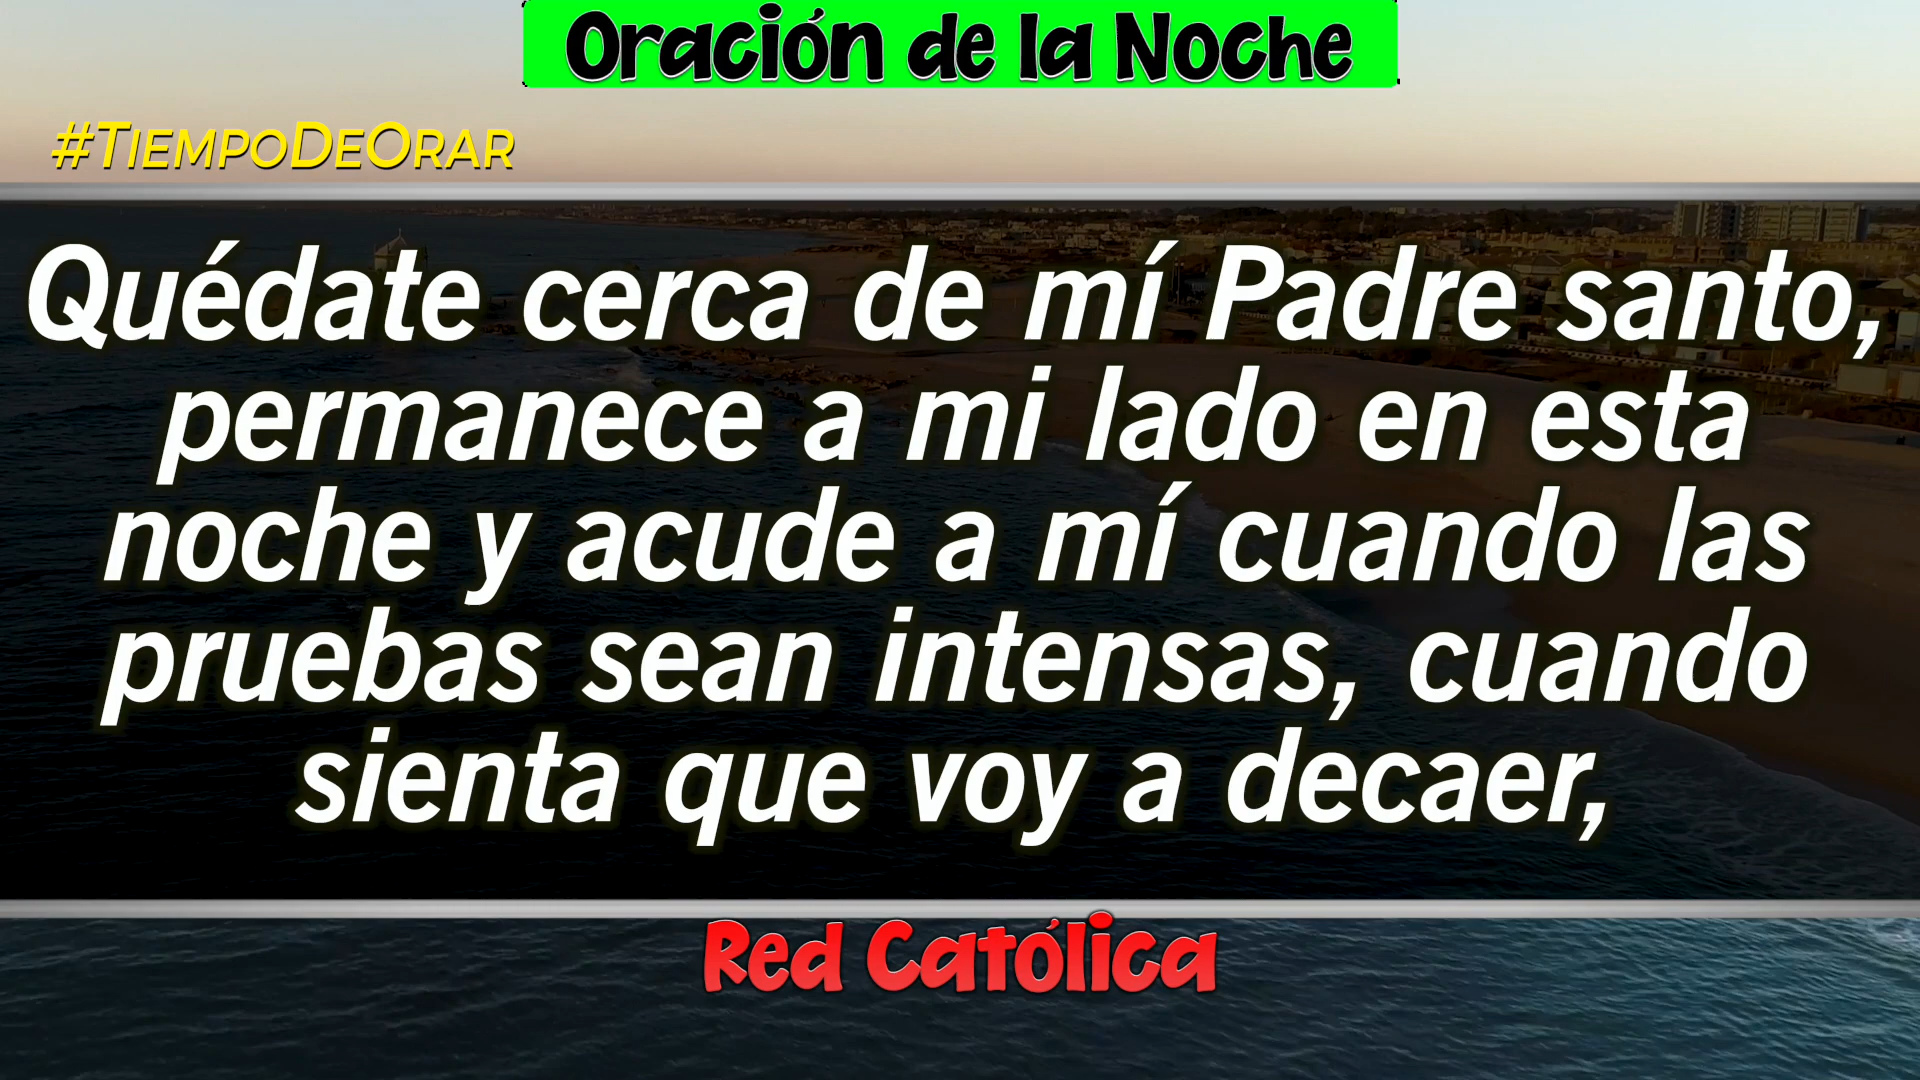 Oración de la Noche
#TiempoDeOrar
Quédate cerca de mí Padre santo,
permanece a mi lado en esta
noche y acude a mí cuando las
pruebas sean intensas, cuando
sienta que voy a decaer,
Red Católica